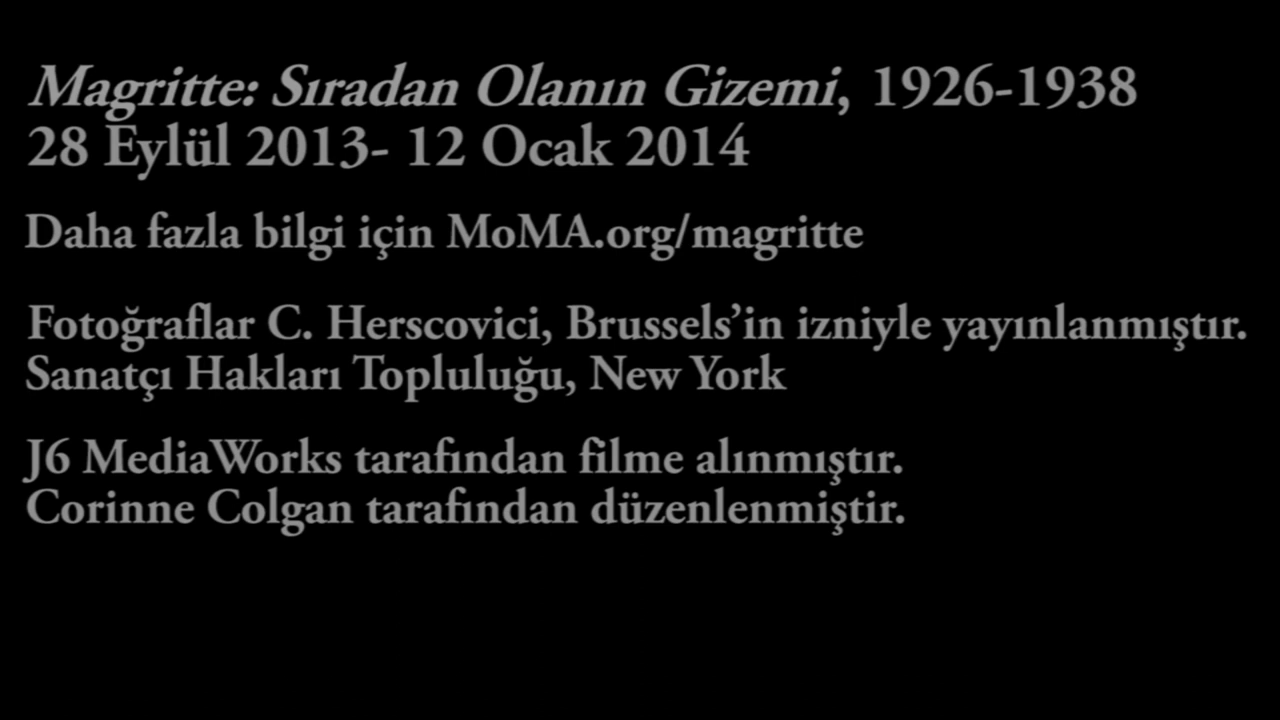 Magritte: Sıradan Olanın Gizemi, 1926-1938
28 Eylül 2013- 12 Ocak 2014
Daha fazla bilgi için MoMA.org/magritte
Fotoğraflar C. Herscovici, Brussels’in izniyle yayınlanmıştır.
Sanatçı Hakları Topluluğu, New York
J6 MediaWorks tarafından filme alınmıştır.
Corinne Colgan tarafından düzenlenmiştir.